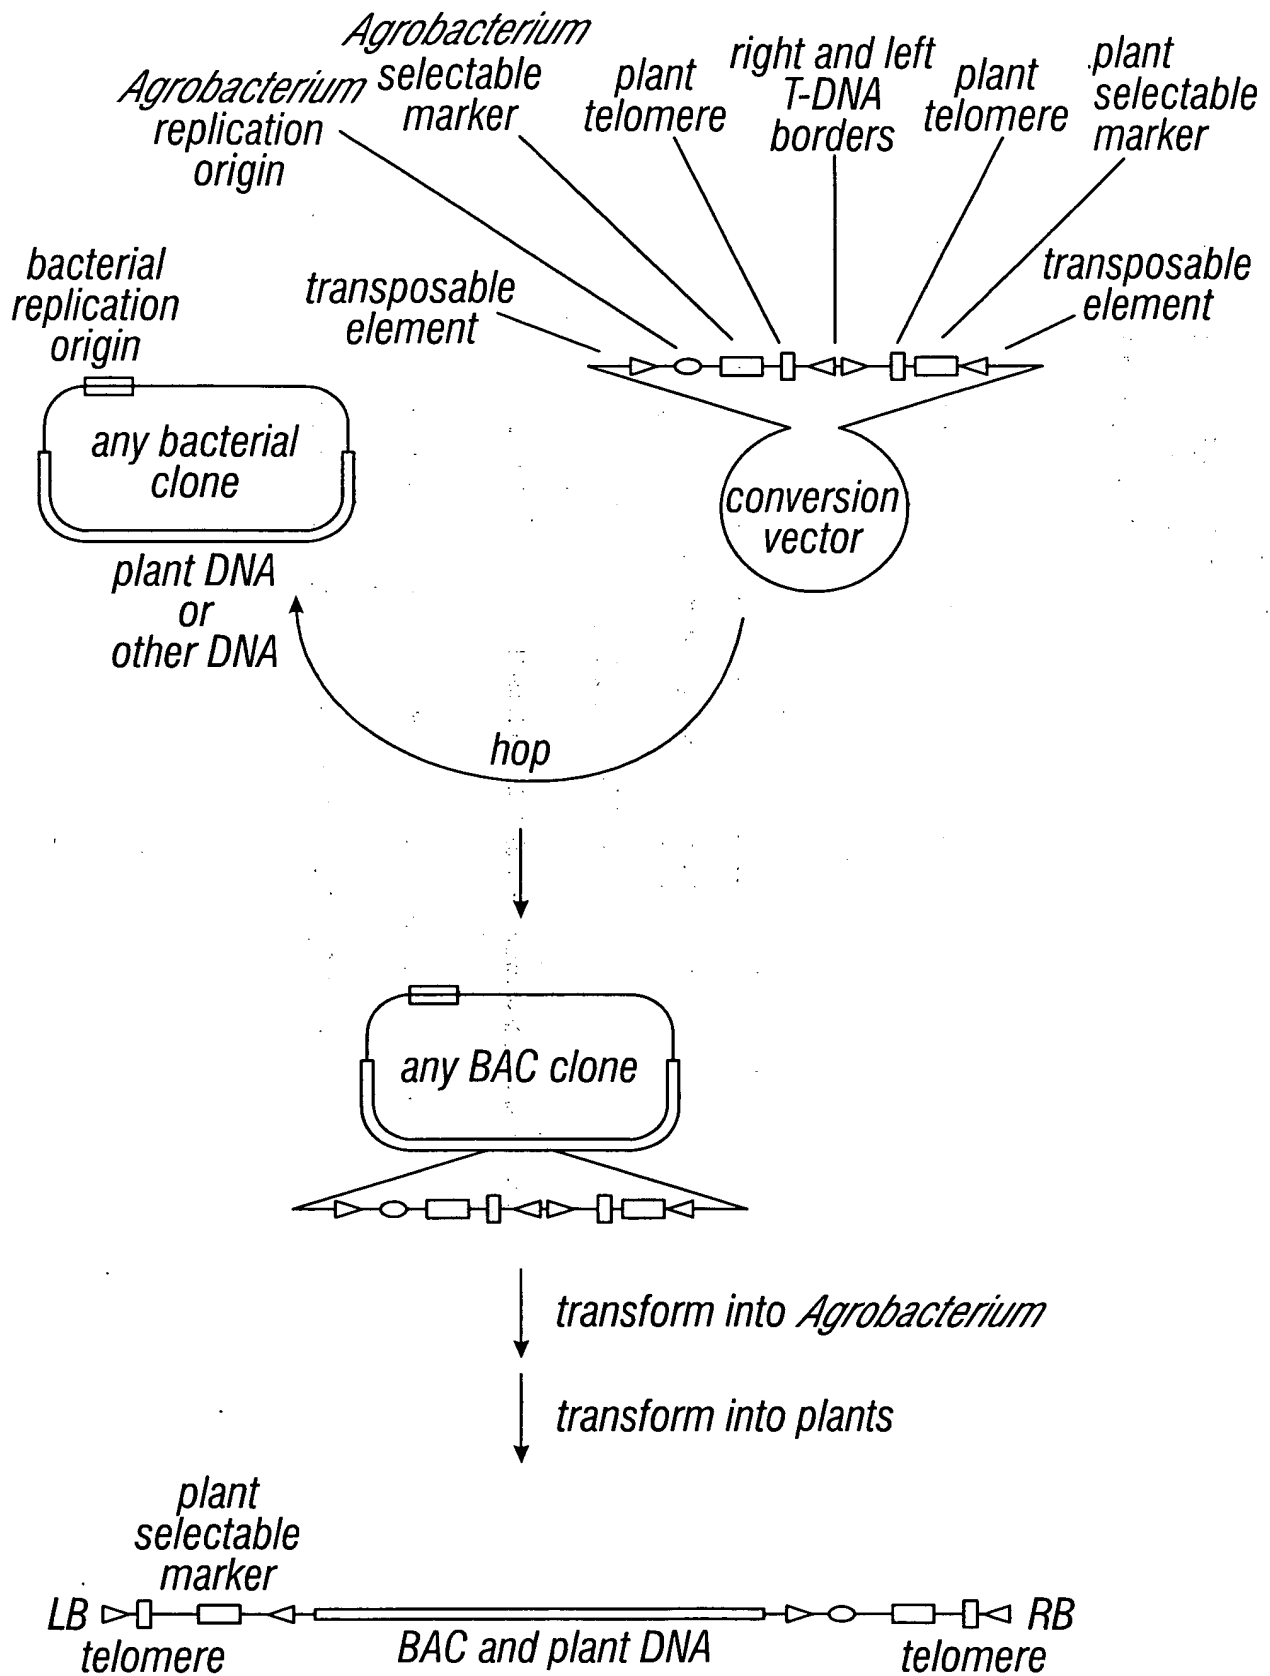 Agrobacterium
selectable
marker
Agrobacterium
replication
origin
plant
telomere
right and left
T-DNA
borders
plant
telomere
plant
selectable
marker
bacterial
replication
origin
transposable
element
transposable
element
any bacterial
clone
conversion
vector
plant DNA
or
other DNA
hop
any BAC clone
transform into Agrobacterium
transform into plants
plant
selectable
marker
LB
RB
telomere
BAC and plant DNA
telomere